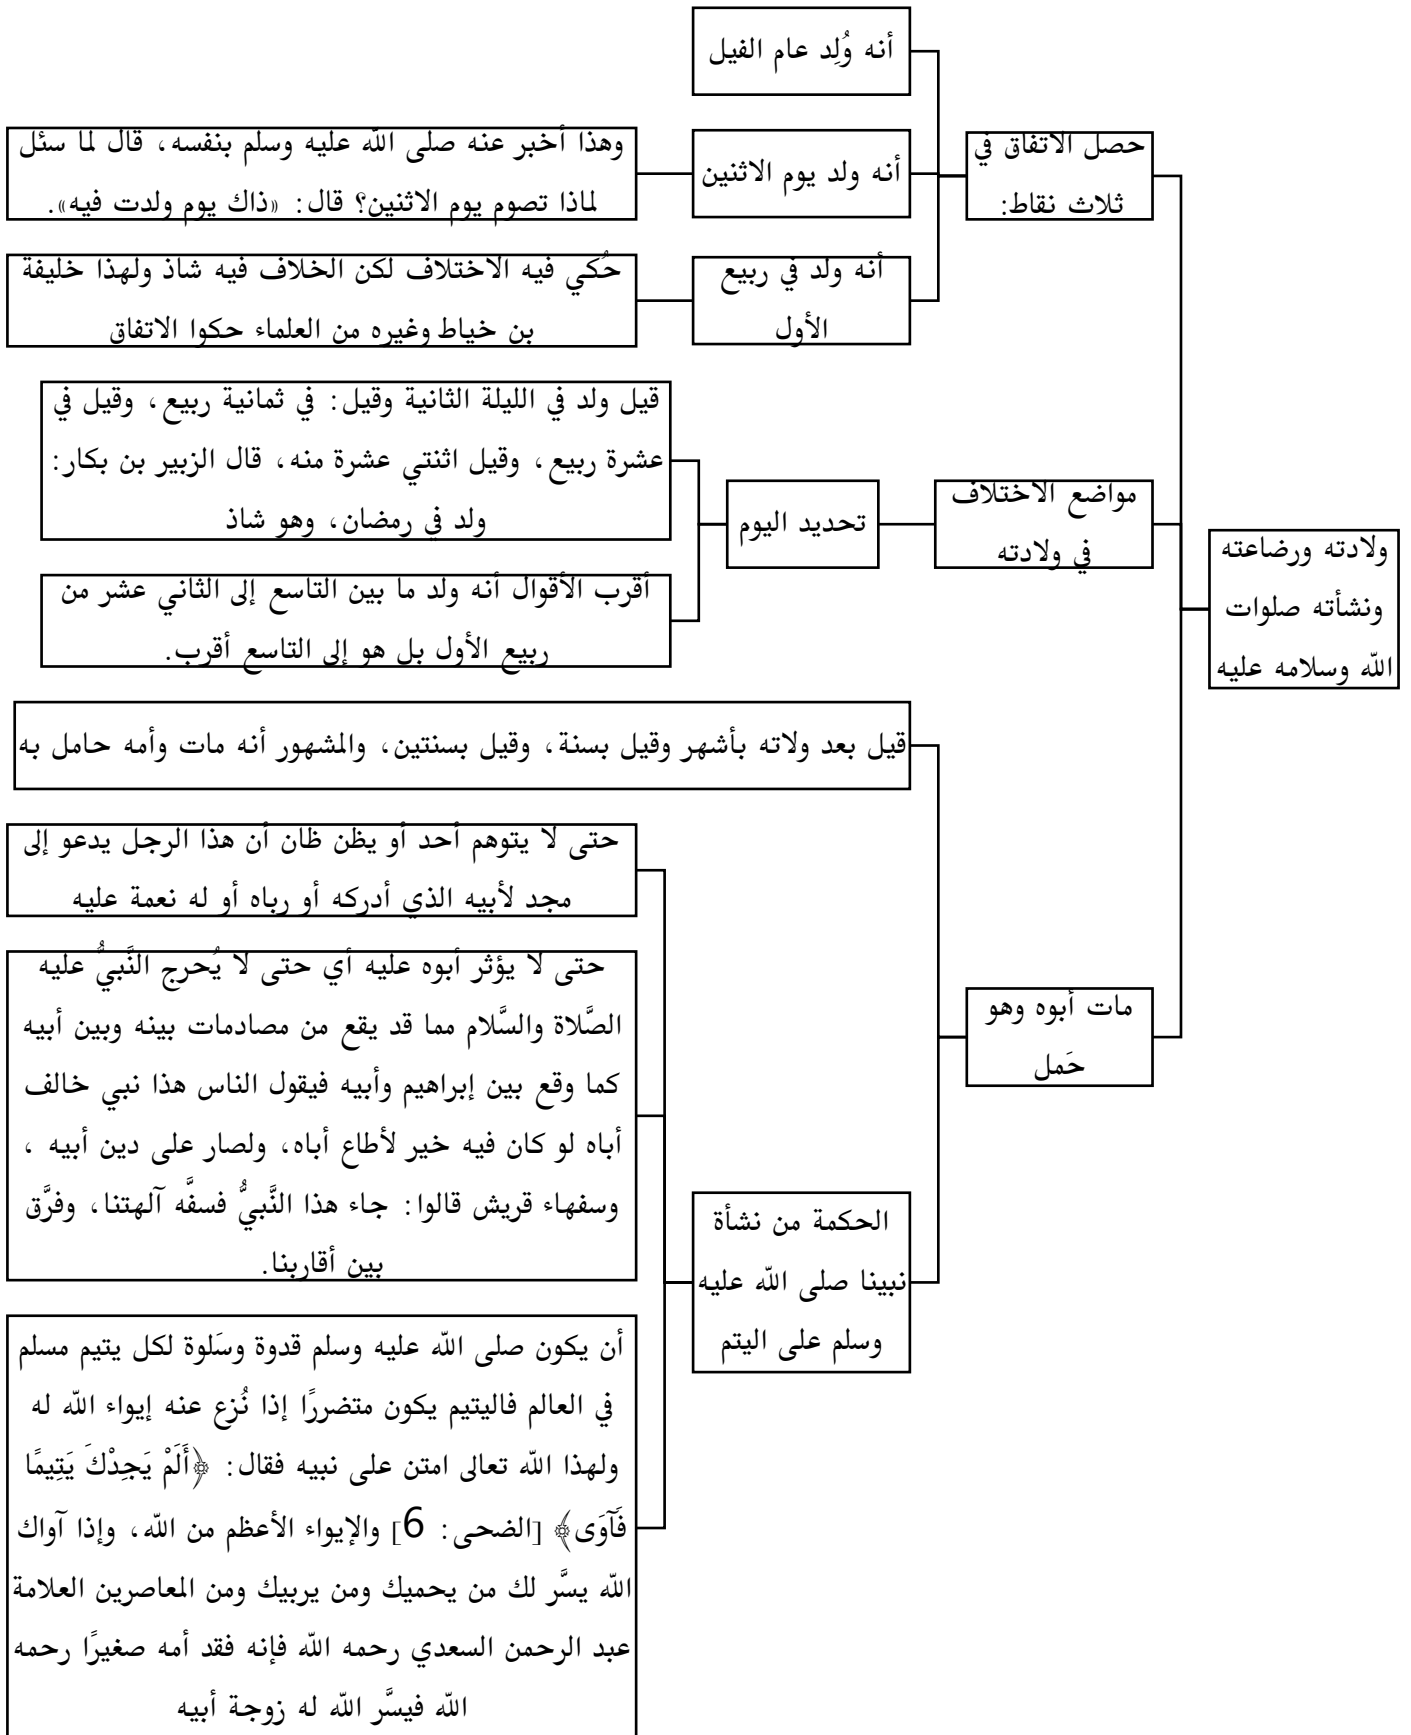 ولادته ورضاعته
ونشأته صلوات
الله وسلامه عليه
حصل الاتفاق في
ثلاث نقاط:
أنه وُلِد عام الفيل
أنه ولد يوم الاثنين
وهذا أخبر عنه صلى الله عليه وسلم بنفسه، قال لما سئل
لماذا تصوم يوم الاثنين؟ قال: «ذاك يوم ولدت فيه».
أنه ولد في ربيع
الأول
حُكي فيه الاختلاف لكن الخلاف فيه شاذ ولهذا خليفة
بن خياط وغيره من العلماء حكوا الاتفاق
مواضع الاختلاف
في ولادته
تحديد اليوم
قيل ولد في الليلة الثانية وقيل: في ثمانية ربيع، وقيل في
عشرة ربيع، وقيل اثنتي عشرة منه، قال الزبير بن بكار:
ولد في رمضان، وهو شاذ
أقرب الأقوال أنه ولد ما بين التاسع إلى الثاني عشر من
ربيع الأول بل هو إلى التاسع أقرب.
مات أبوه وهو
حَمل
قيل بعد ولاته بأشهر وقيل بسنة، وقيل بسنتين، والمشهور أنه مات وأمه حامل به
الحكمة من نشأة
نبينا صلى الله عليه
وسلم على اليتم
حتى لا يتوهم أحد أو يظن ظان أن هذا الرجل يدعو إلى
مجد لأبيه الذي أدركه أو رباه أو له نعمة عليه
حتى لا يؤثر أبوه عليه أي حتى لا يُحرج النَّبيُّ عليه
الصَّلاة والسَّلام مما قد يقع من مصادمات بينه وبين أبيه
كما وقع بين إبراهيم وأبيه فيقول الناس هذا نبي خالف
أباه لو كان فيه خير لأطاع أباه، ولصار على دين أبيه ،
وسفهاء قريش قالوا: جاء هذا النَّبيُّ فسفَّه آلهتنا، وفرَّق
بين أقاربنا.
أن يكون صلى الله عليه وسلم قدوة وسَلوة لكل يتيم مسلم
في العالم فاليتيم يكون متضررًا إذا نُزع عنه إيواء الله له
ولهذا الله تعالى امتن على نبيه فقال: ﴿أَلَمْ يَجِدْكَ يَتِيمًا
فَآوَى﴾ [الضحى: 6] والإيواء الأعظم من الله، وإذا آواك
الله يسَّر لك من يحميك ومن يربيك ومن المعاصرين العلامة
عبد الرحمن السعدي رحمه الله فإنه فقد أمه صغيرًا رحمه
الله فيسَّر الله له زوجة أبيه